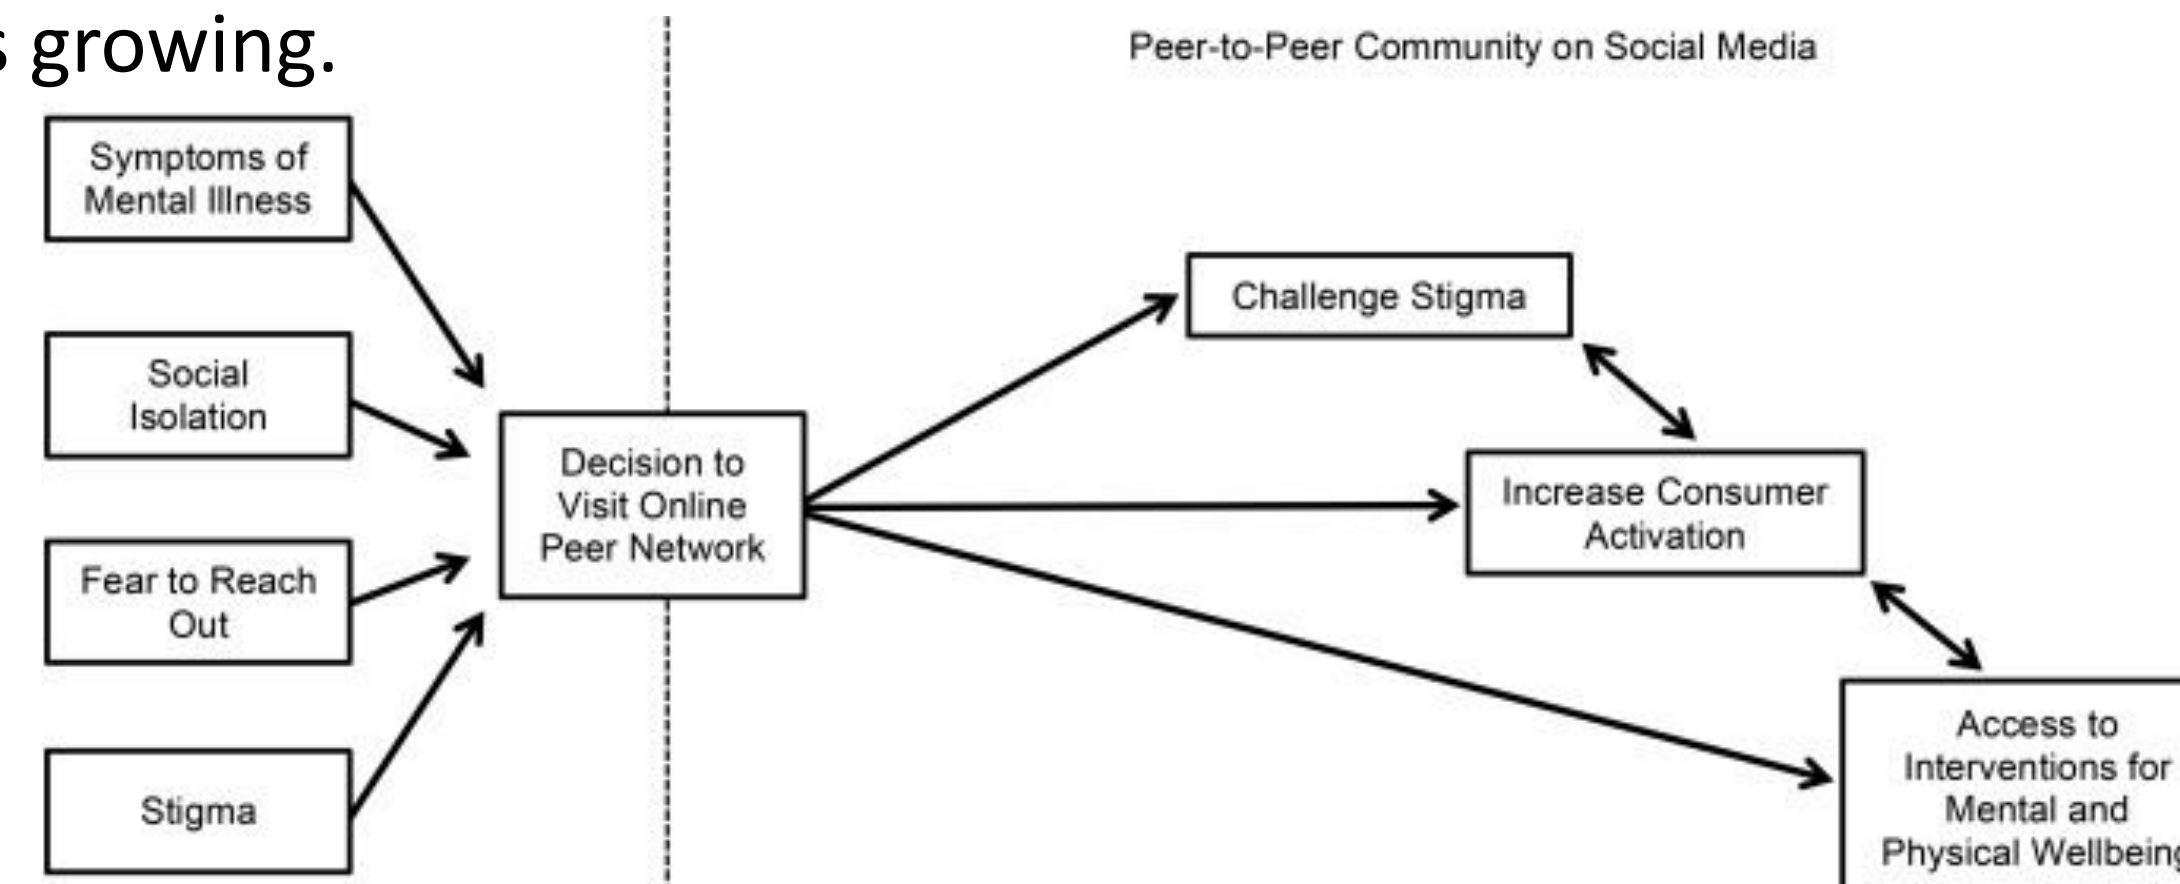 s growing.
Peer-to-Peer Community on Social Media
Symptoms of
Mental Illness
Social
Isolation
Fear to Reach
Out
Stigma
Decision to
Visit Online
Peer Network
Challenge Stigma
Increase Consumer
Activation
Access to
Interventions for
Mental and
Physical Wellbeing